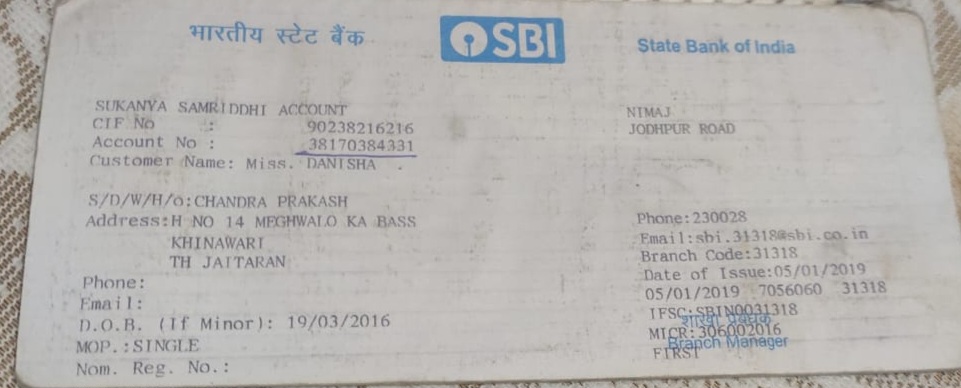 भारतीय स्टेट बैंक
SBI
State Bank of India
SUKANYA SAMRIDDHI ACCOUNT
CIF No : 90238216216
Account No : 38170384331
Customer Name: Miss. DANISHA .
S/D/W/H/o:CHANDRA PRAKASH
Address:H NO 14 MEGHWALO KA BASS
KHINAWARI
TH JAITARAN
Phone:
Email:
D.O.B. (If Minor): 19/03/2016
MOP.:SINGLE
Nom. Reg. No.:
NIMAJ
JODHPUR ROAD
Phone:230028
Email:sbi.31318@sbi.co.in
Branch Code:31318
Date of Issue:05/01/2019
05/01/2019 7056060 31318
IFSC:SBIN0031318
शाखा प्रबंधक
MICR:306002016
Branch Manager
FIRST